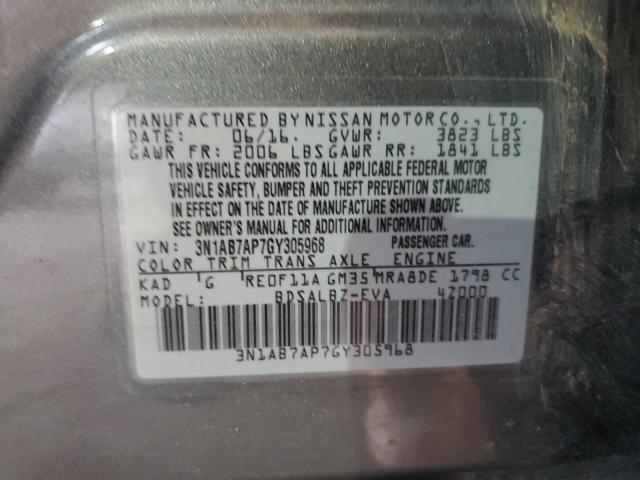 MANUFACTURED BY NISSAN MOTOR CO., LTD.
DATE: 06/16. GVWR: 3823 LBS
GAWR FR: 2006 LBS GAWR RR: 1841 LBS
THIS VEHICLE CONFORMS TO ALL APPLICABLE FEDERAL MOTOR
VEHICLE SAFETY, BUMPER AND THEFT PREVENTION STANDARDS
IN EFFECT ON THE DATE OF MANUFACTURE SHOWN ABOVE.
SEE OWNER'S MANUAL FOR ADDITIONAL INFORMATION.
VIN: 3N1AB7AP7GY305968 PASSENGER CAR.
COLOR TRIM TRANS AXLE ENGINE
KAD G RE0F11A GM35 MRA8DE 1798 CC
MODEL: BDSALBZ-EVA 42000
3N1AB7AP7GY305968